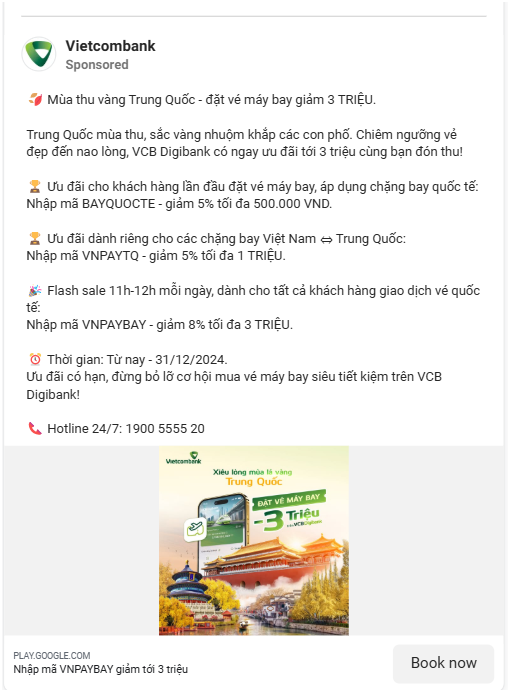 Vietcombank
Sponsored
🍂 Mùa thu vàng Trung Quốc - đặt vé máy bay giảm 3 TRIỆU.
Trung Quốc mùa thu, sắc vàng nhuộm khắp các con phố. Chiêm ngưỡng vẻ
đẹp đến nao lòng, VCB Digibank có ngay ưu đãi tới 3 triệu cùng bạn đón thu!
🏆 Ưu đãi cho khách hàng lần đầu đặt vé máy bay, áp dụng chặng bay quốc tế:
Nhập mã BAYQUOCTE - giảm 5% tối đa 500.000 VND.
🏆 Ưu đãi dành riêng cho các chặng bay Việt Nam ⇔ Trung Quốc:
Nhập mã VNPAYTQ - giảm 5% tối đa 1 TRIỆU.
🎉 Flash sale 11h-12h mỗi ngày, dành cho tất cả khách hàng giao dịch vé quốc
tế:
Nhập mã VNPAYBAY - giảm 8% tối đa 3 TRIỆU.
⏰ Thời gian: Từ nay - 31/12/2024.
Ưu đãi có hạn, đừng bỏ lỡ cơ hội mua vé máy bay siêu tiết kiệm trên VCB
Digibank!
📞 Hotline 24/7: 1900 5555 20
Vietcombank
Xiêu lòng mùa lá vàng
Trung Quốc
ĐẶT VÉ MÁY BAY
-3 Triệu
VCBDigibank
PLAY.GOOGLE.COM
Nhập mã VNPAYBAY giảm tới 3 triệu
Book now